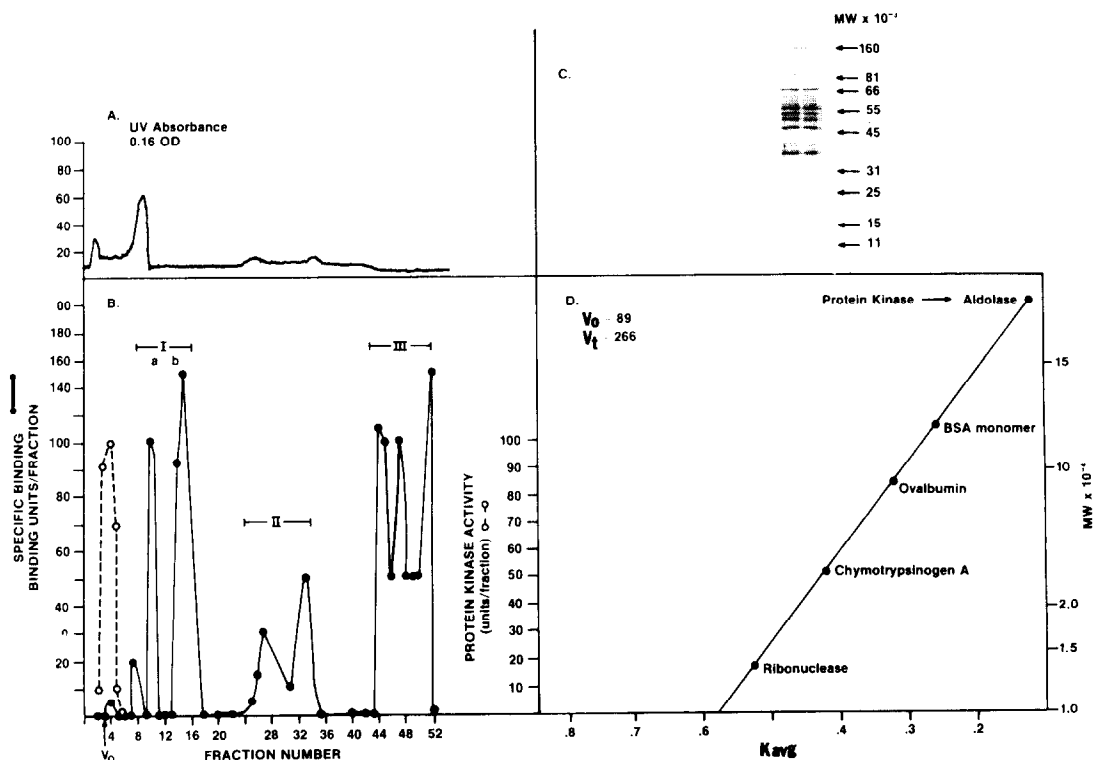 A.
UV Absorbance
0.16 OD
100
80
60
40
20
C.
MW x 10⁻³
160
81
66
55
45
31
25
15
11
B.
SPECIFIC BINDING
BINDING UNITS/FRACTION
00
180
160
140
100
80
60
40
20
I
a b
II
III
V₀
4 8 12 16 20 24 28 32 36 40 44 48 52
FRACTION NUMBER
PROTEIN KINASE ACTIVITY
(units/fraction)
100
90
80
70
60
50
40
30
20
10
D.
V₀ 89
Vt 266
Protein Kinase
Aldolase
BSA monomer
Ovalbumin
Chymotrypsinogen A
Ribonuclease
15
10
2.0
1.5
1.0
MW x 10⁻⁴
.8 .6 .4 .3 .2
Kavg